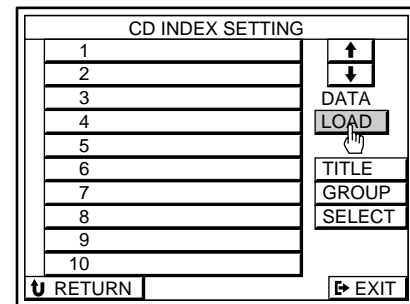 CD INDEX SETTING
1
2
3
DATA
4
LOAD
5
6
TITLE
7
GROUP
8
SELECT
9
10
RETURN
EXIT